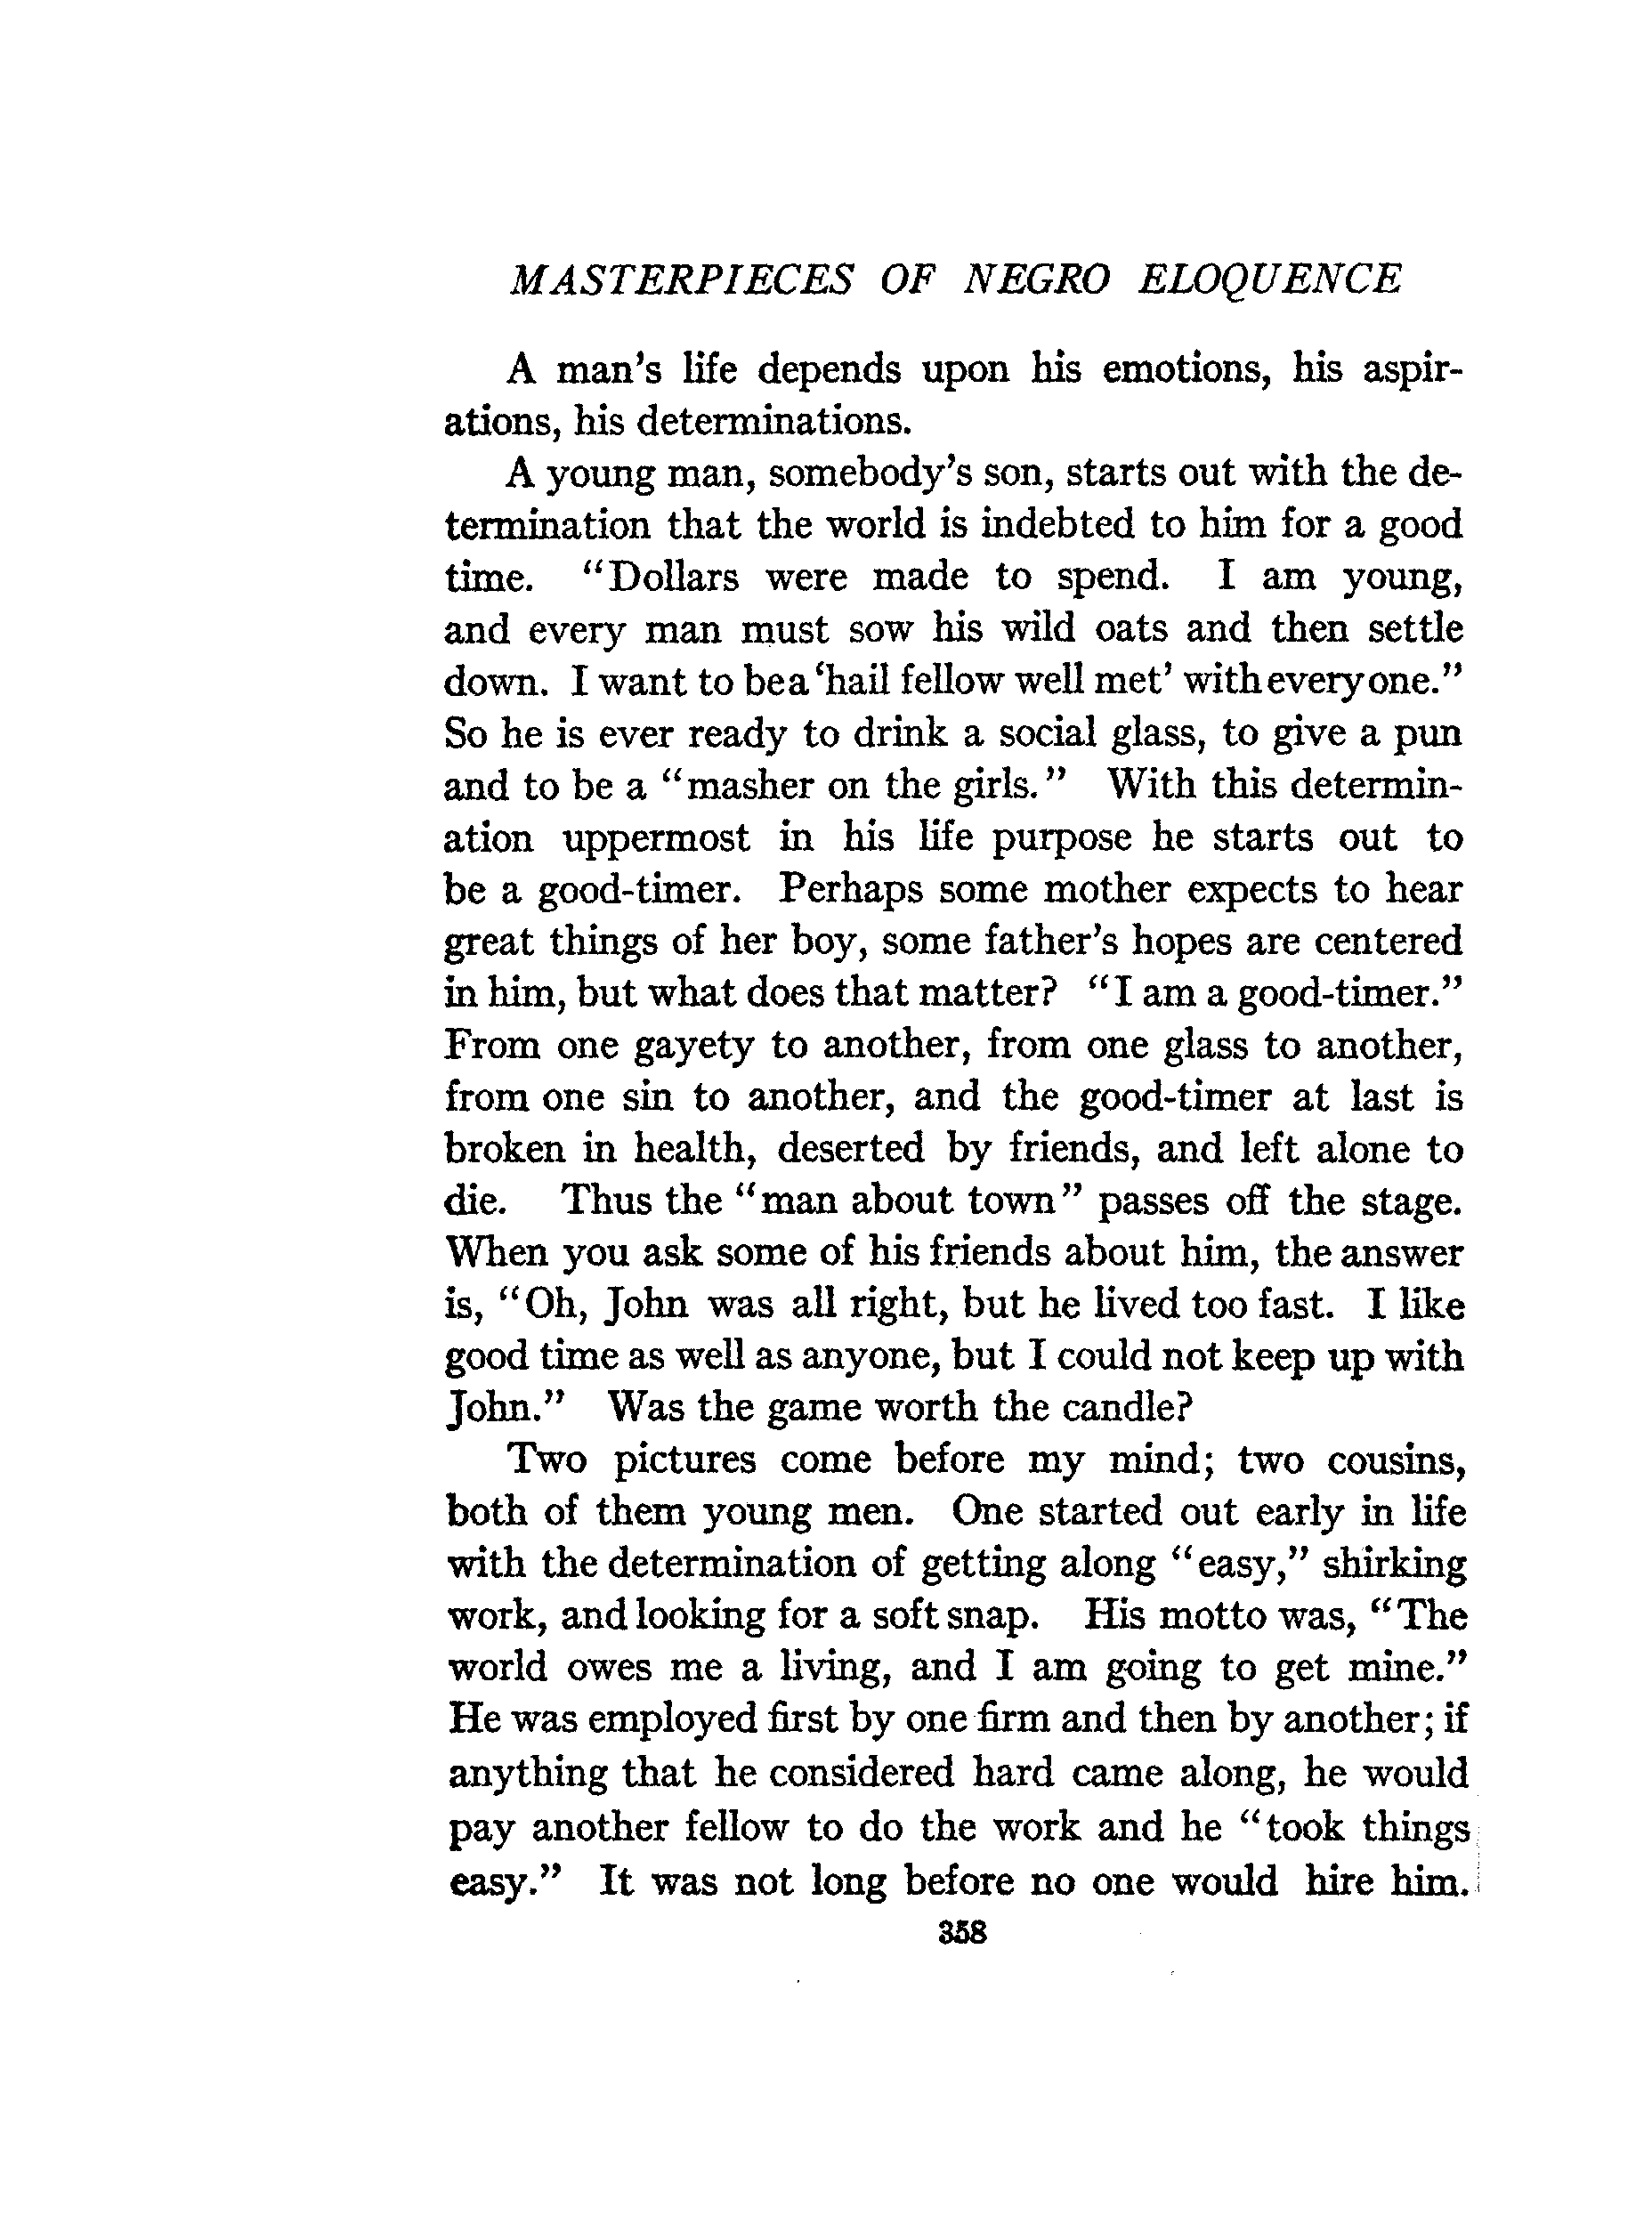 MASTERPIECES OF NEGRO ELOQUENCE
A man's life depends upon his emotions, his aspir-
ations, his determinations.
A young man, somebody's son, starts out with the de-
termination that the world is indebted to him for a good
time. "Dollars were made to spend. I am young,
and every man must sow his wild oats and then settle
down. I want to be a 'hail fellow well met' with everyone."
So he is ever ready to drink a social glass, to give a pun
and to be a "masher on the girls." With this determin-
ation uppermost in his life purpose he starts out to
be a good-timer. Perhaps some mother expects to hear
great things of her boy, some father's hopes are centered
in him, but what does that matter? "I am a good-timer."
From one gayety to another, from one glass to another,
from one sin to another, and the good-timer at last is
broken in health, deserted by friends, and left alone to
die. Thus the "man about town" passes off the stage.
When you ask some of his friends about him, the answer
is, "Oh, John was all right, but he lived too fast. I like
good time as well as anyone, but I could not keep up with
John." Was the game worth the candle?
Two pictures come before my mind; two cousins,
both of them young men. One started out early in life
with the determination of getting along "easy," shirking
work, and looking for a soft snap. His motto was, "The
world owes me a living, and I am going to get mine."
He was employed first by one firm and then by another; if
anything that he considered hard came along, he would
pay another fellow to do the work and he "took things
easy." It was not long before no one would hire him.
358